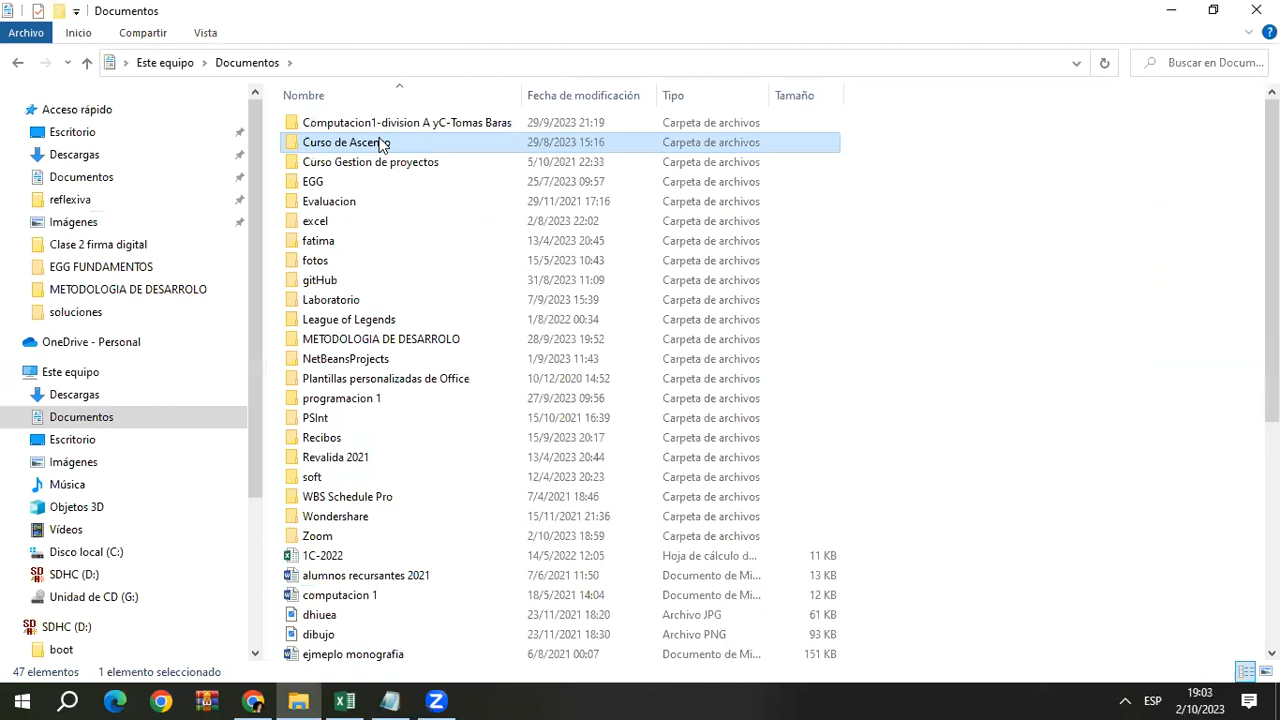 Documentos
Archivo Inicio Compartir Vista
Este equipo Documentos Buscar en Docum...
Nombre Fecha de modificación Tipo Tamaño
Acceso rápido
Escritorio
Descargas
Documentos
reflexiva
Imágenes
Clase 2 firma digital
EGG FUNDAMENTOS
METODOLOGIA DE DESARROLO
soluciones
OneDrive - Personal
Este equipo
Descargas
Documentos
Escritorio
Imágenes
Música
Objetos 3D
Vídeos
Disco local (C:)
SDHC (D:)
Unidad de CD (G:)
SDHC (D:)
boot
Computacion1-division A yC-Tomas Baras 29/9/2023 21:19 Carpeta de archivos
Curso de Ascenso 29/8/2023 15:16 Carpeta de archivos
Curso Gestion de proyectos 5/10/2021 22:33 Carpeta de archivos
EGG 25/7/2023 09:57 Carpeta de archivos
Evaluacion 29/11/2021 17:16 Carpeta de archivos
excel 2/8/2023 22:02 Carpeta de archivos
fatima 13/4/2023 20:45 Carpeta de archivos
fotos 15/5/2023 10:43 Carpeta de archivos
gitHub 31/8/2023 11:09 Carpeta de archivos
Laboratorio 7/9/2023 15:39 Carpeta de archivos
League of Legends 1/8/2022 00:34 Carpeta de archivos
METODOLOGIA DE DESARROLO 28/9/2023 19:52 Carpeta de archivos
NetBeansProjects 1/9/2023 11:43 Carpeta de archivos
Plantillas personalizadas de Office 10/12/2020 14:52 Carpeta de archivos
programacion 1 27/9/2023 09:56 Carpeta de archivos
PSInt 15/10/2021 16:39 Carpeta de archivos
Recibos 15/9/2023 20:17 Carpeta de archivos
Revalida 2021 13/4/2023 20:44 Carpeta de archivos
soft 12/4/2023 20:23 Carpeta de archivos
WBS Schedule Pro 7/4/2021 18:46 Carpeta de archivos
Wondershare 15/11/2021 21:36 Carpeta de archivos
Zoom 2/10/2023 18:59 Carpeta de archivos
1C-2022 14/5/2022 12:05 Hoja de cálculo d... 11 KB
alumnos recursantes 2021 7/6/2021 11:50 Documento de Mi... 13 KB
computacion 1 18/5/2021 14:04 Documento de Mi... 12 KB
dhiuea 23/11/2021 18:20 Archivo JPG 61 KB
dibujo 23/11/2021 18:30 Archivo PNG 93 KB
ejmeplo monografia 6/8/2021 00:07 Documento de Mi... 151 KB
47 elementos 1 elemento seleccionado
ESP 19:03
2/10/2023